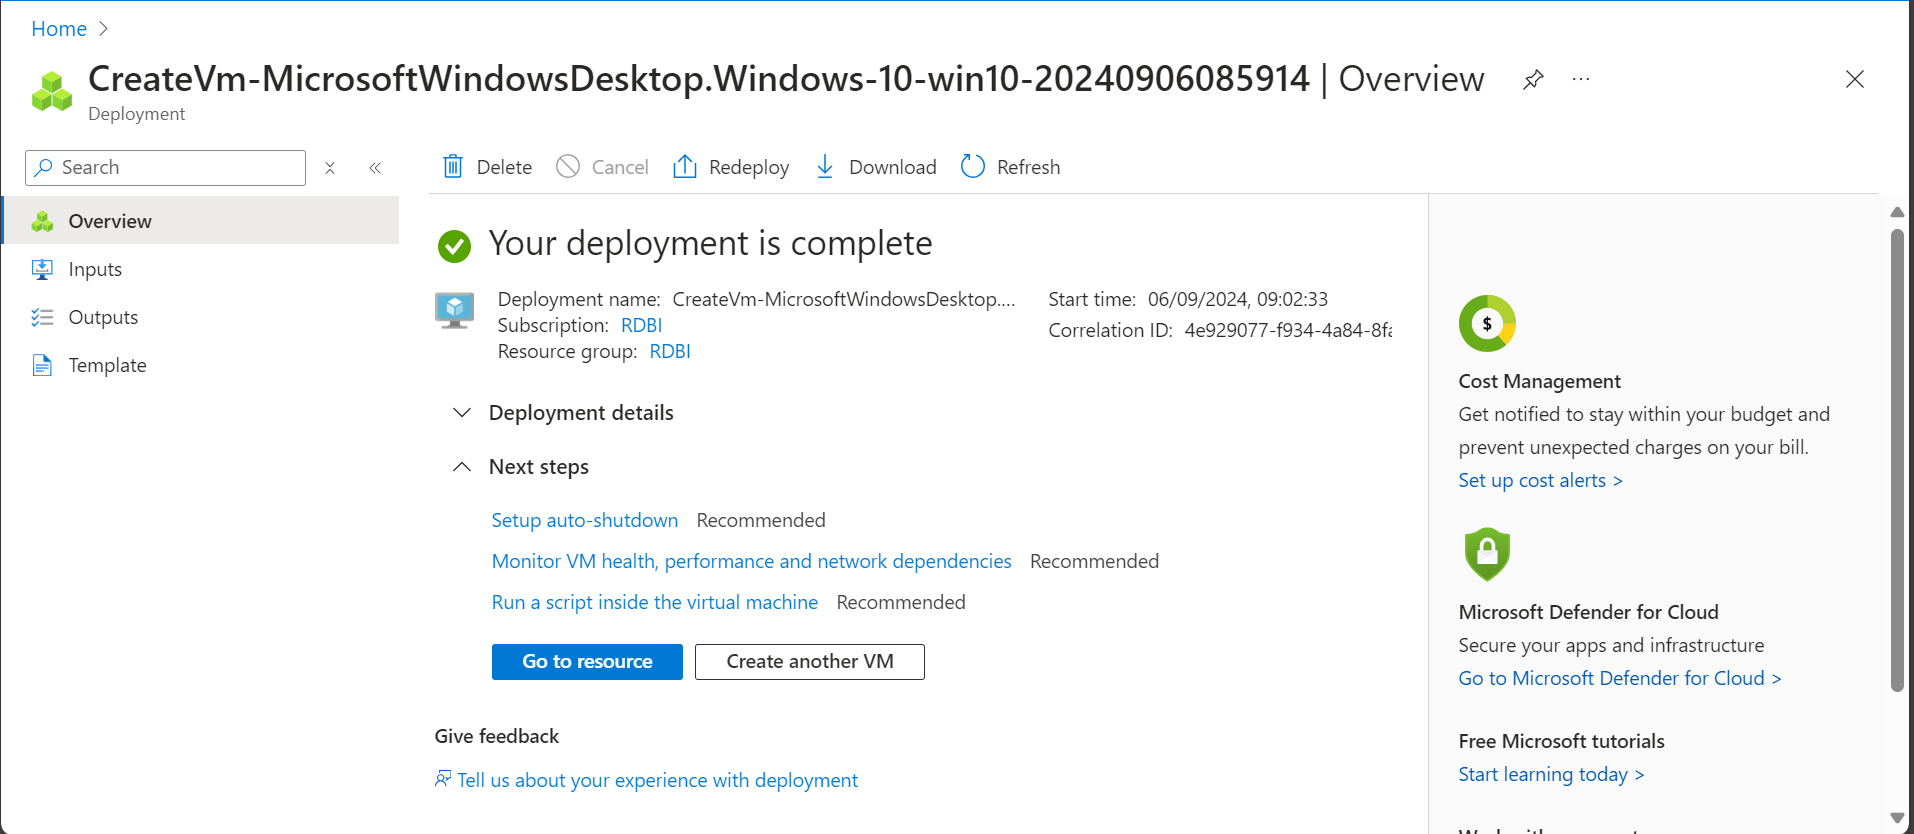 Home
CreateVm-MicrosoftWindowsDesktop.Windows-10-win10-20240906085914 | Overview
Deployment
Search
Delete
Cancel
Redeploy
Download
Refresh
Overview
Inputs
Outputs
Template
Your deployment is complete
Deployment name: CreateVm-MicrosoftWindowsDesktop....
Subscription: RDBI
Resource group: RDBI
Start time: 06/09/2024, 09:02:33
Correlation ID: 4e929077-f934-4a84-8fa
Deployment details
Next steps
Setup auto-shutdown Recommended
Monitor VM health, performance and network dependencies Recommended
Run a script inside the virtual machine Recommended
Go to resource
Create another VM
Give feedback
Tell us about your experience with deployment
$
Cost Management
Get notified to stay within your budget and
prevent unexpected charges on your bill.
Set up cost alerts >
Microsoft Defender for Cloud
Secure your apps and infrastructure
Go to Microsoft Defender for Cloud >
Free Microsoft tutorials
Start learning today >